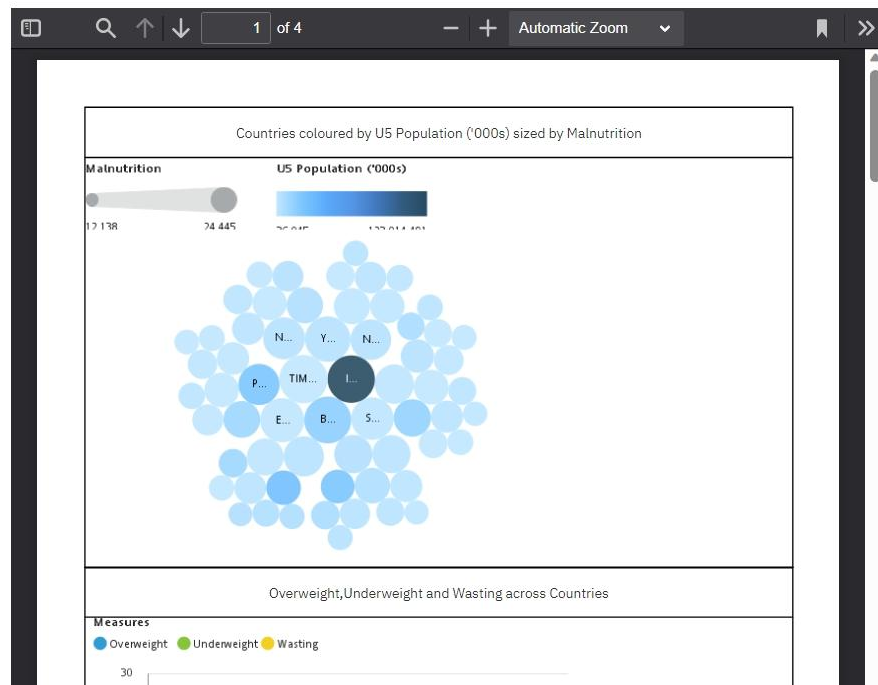 1 of 4
Automatic Zoom
Countries coloured by U5 Population ('000s) sized by Malnutrition
Malnutrition
U5 Population ('000s)
12 138
24 445
N...
Y...
N...
P...
TIM...
I...
E...
B...
S...
Overweight,Underweight and Wasting across Countries
Measures
Overweight Underweight Wasting
30